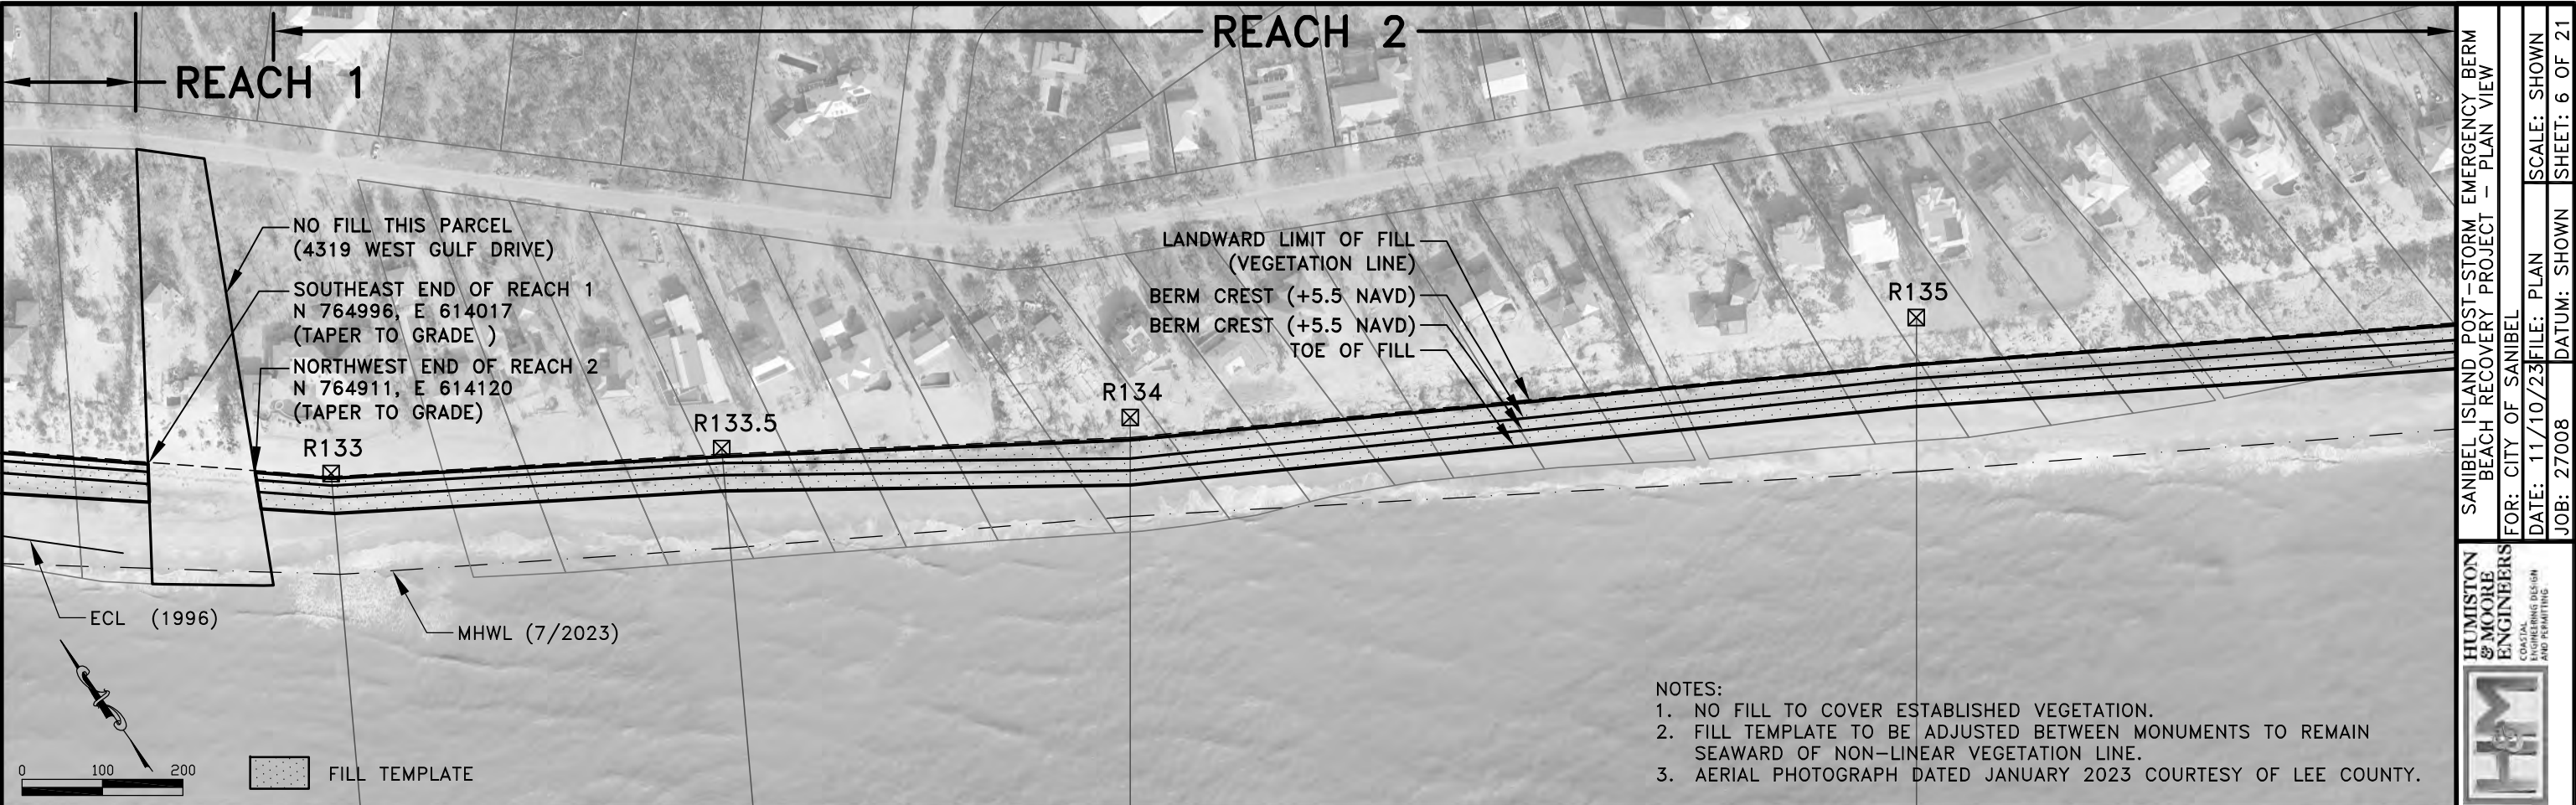 REACH 2
REACH 1
NO FILL THIS PARCEL
(4319 WEST GULF DRIVE)
SOUTHEAST END OF REACH 1
N 764996, E 614017
(TAPER TO GRADE )
NORTHWEST END OF REACH 2
N 764911, E 614120
(TAPER TO GRADE)
R133
R133.5
R134
LANDWARD LIMIT OF FILL
(VEGETATION LINE)
BERM CREST (+5.5 NAVD)
BERM CREST (+5.5 NAVD)
TOE OF FILL
R135
ECL (1996)
MHWL (7/2023)
0 100 200
FILL TEMPLATE
NOTES:
1. NO FILL TO COVER ESTABLISHED VEGETATION.
2. FILL TEMPLATE TO BE ADJUSTED BETWEEN MONUMENTS TO REMAIN
SEAWARD OF NON-LINEAR VEGETATION LINE.
3. AERIAL PHOTOGRAPH DATED JANUARY 2023 COURTESY OF LEE COUNTY.
SANIBEL ISLAND POST-STORM EMERGENCY BERM
BEACH RECOVERY PROJECT - PLAN VIEW
FOR: CITY OF SANIBEL
DATE: 11/10/23 FILE: PLAN SCALE: SHOWN
JOB: 27008 DATUM: SHOWN SHEET: 6 OF 21
HUMISTON
& MOORE
ENGINEERS
COASTAL
ENGINEERING DESIGN
AND PERMITTING
H&M